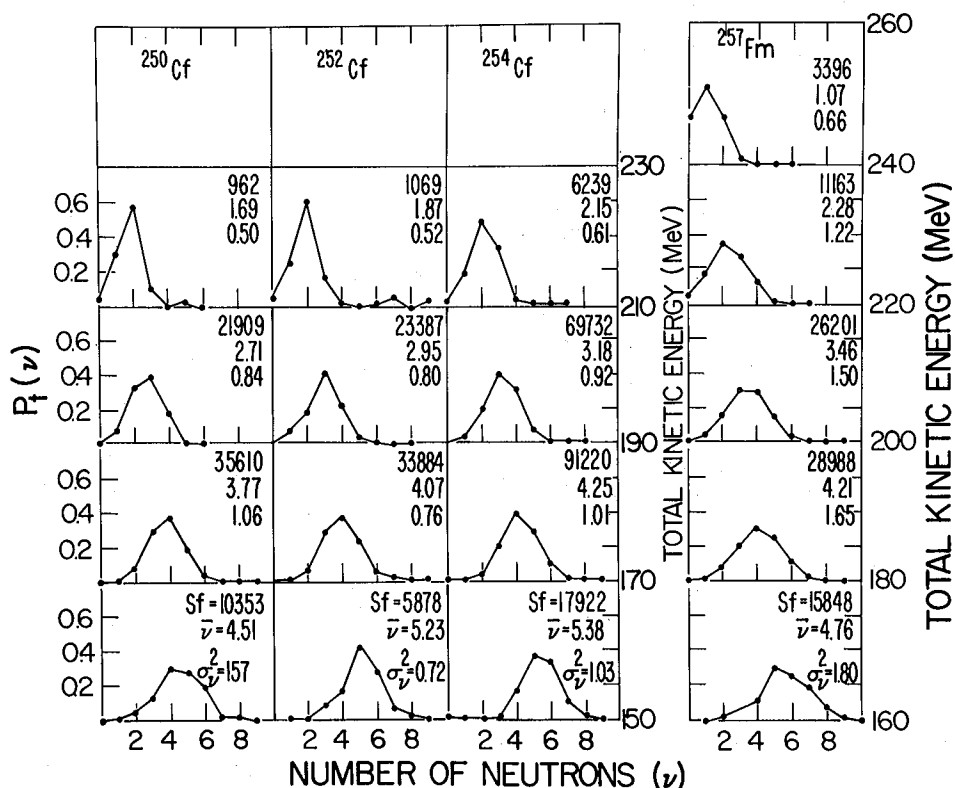 260
250Cf
252Cf
254Cf
257Fm
3396
1.07
0.66
230
240
0.6
0.4
0.2
962
1.69
0.50
1069
1.87
0.52
6239
2.15
0.61
11163
2.28
1.22
210
220
0.6
0.4
0.2
21909
2.71
0.84
23387
2.95
0.80
69732
3.18
0.92
26201
3.46
1.50
190
200
0.6
0.4
0.2
35610
3.77
1.06
33884
4.07
0.76
91220
4.25
1.01
28988
4.21
1.65
170
180
0.6
0.4
0.2
Sf=10353
ν̄=4.51
σν²=157
Sf=5878
ν̄=5.23
σν²=0.72
Sf=17922
ν̄=5.38
σν²=1.03
Sf=15848
ν̄=4.76
σν²=1.80
150
160
0 2 4 6 8
0 2 4 6 8
0 2 4 6 8
0 2 4 6 8
NUMBER OF NEUTRONS (ν)
Pt(ν)
TOTAL KINETIC ENERGY (MeV)
TOTAL KINETIC ENERGY (MeV)